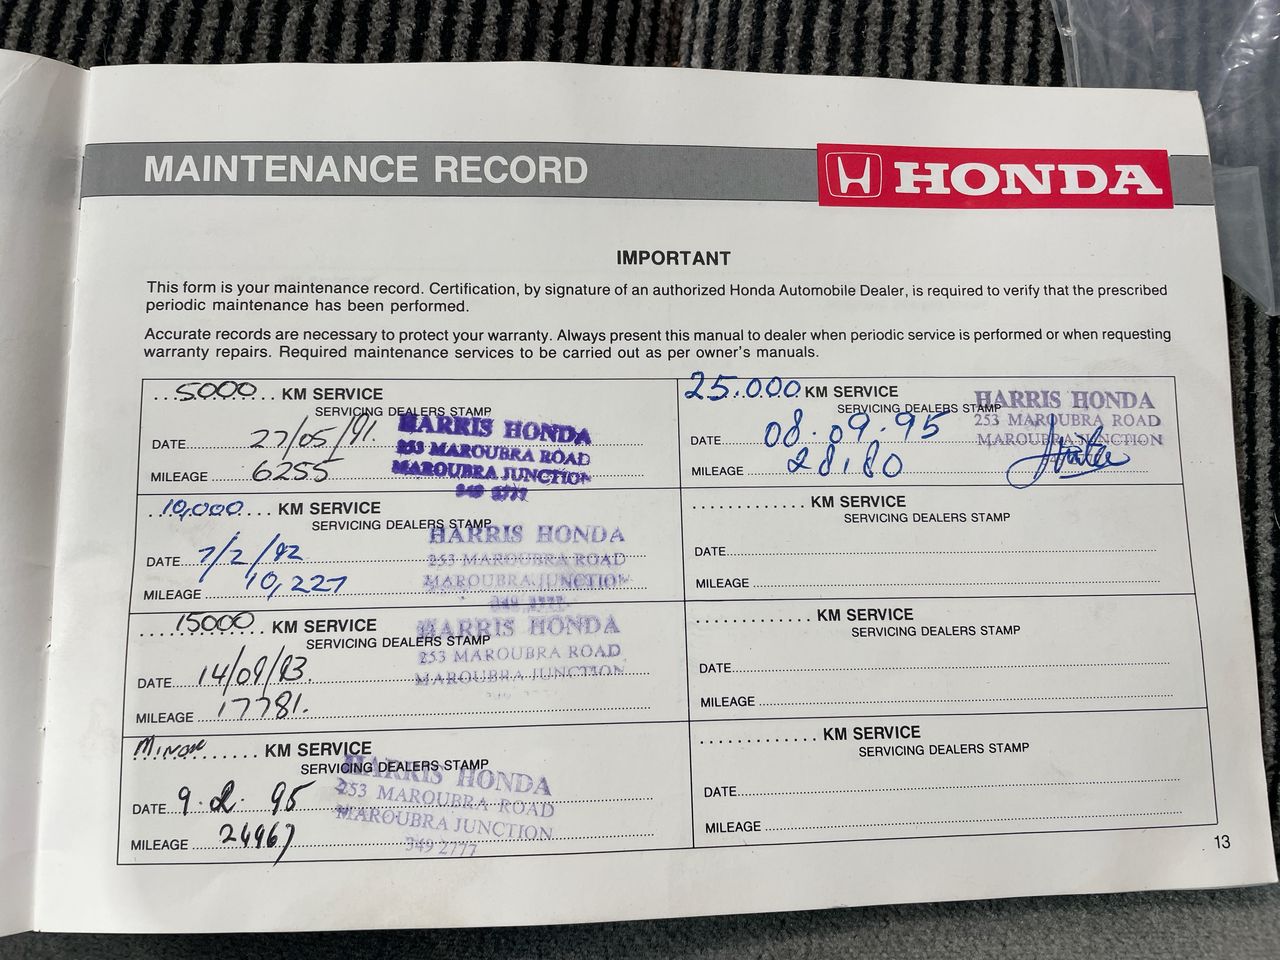 MAINTENANCE RECORD
HONDA
IMPORTANT
This form is your maintenance record. Certification, by signature of an authorized Honda Automobile Dealer, is required to verify that the prescribed
periodic maintenance has been performed.
Accurate records are necessary to protect your warranty. Always present this manual to dealer when periodic service is performed or when requesting
warranty repairs. Required maintenance services to be carried out as per owner's manuals.
5000 KM SERVICE
SERVICING DEALERS STAMP
HARRIS HONDA
253 MAROUBRA ROAD
MAROUBRA JUNCTION
349 2777
DATE 27/05/91.
MILEAGE 6255
10,000 KM SERVICE
SERVICING DEALERS STAMP
HARRIS HONDA
253 MAROUBRA ROAD
MAROUBRA JUNCTION
349 2777
DATE 7/2/92
MILEAGE 10,227
15000 KM SERVICE
SERVICING DEALERS STAMP
HARRIS HONDA
253 MAROUBRA ROAD
MAROUBRA JUNCTION
DATE 14/09/93.
MILEAGE 17781.
MINOR KM SERVICE
SERVICING DEALERS STAMP
HARRIS HONDA
253 MAROUBRA ROAD
MAROUBRA JUNCTION
349 2777
DATE 9.2.95
MILEAGE 24967
25.000 KM SERVICE
SERVICING DEALERS STAMP
HARRIS HONDA
253 MAROUBRA ROAD
MAROUBRA JUNCTION
DATE 08.09.95
MILEAGE 28180
KM SERVICE
SERVICING DEALERS STAMP
DATE
MILEAGE
KM SERVICE
SERVICING DEALERS STAMP
DATE
MILEAGE
KM SERVICE
SERVICING DEALERS STAMP
DATE
MILEAGE
13